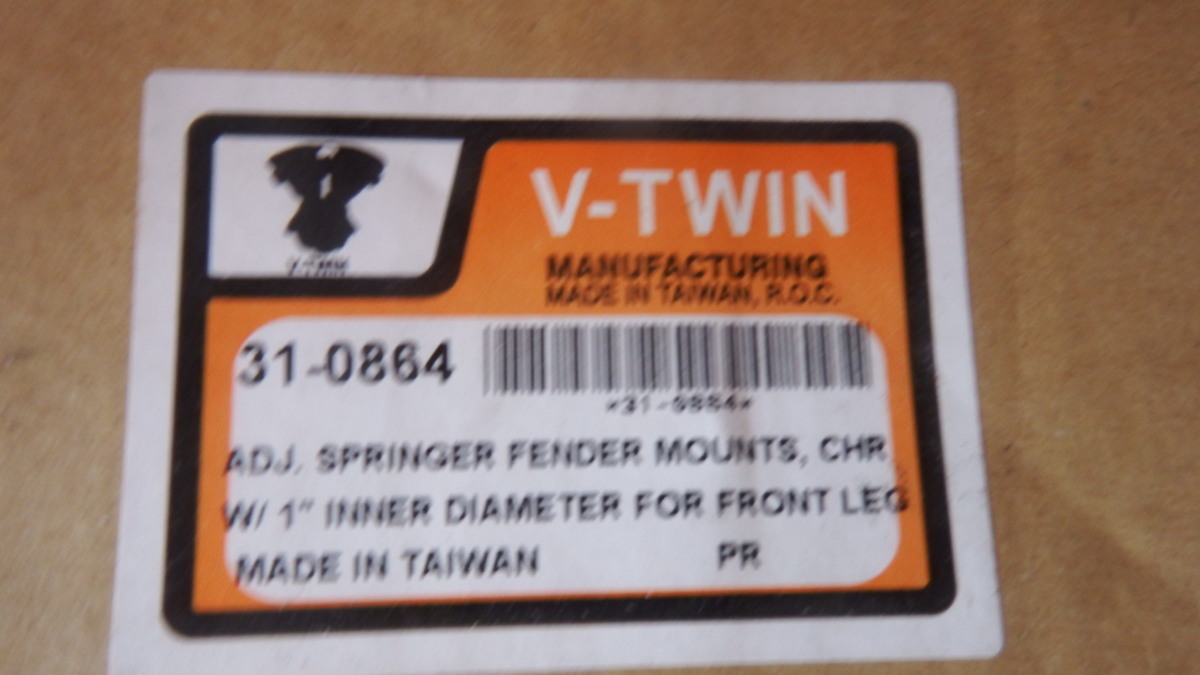 V-TWIN
V-TWIN
MANUFACTURING
MADE IN TAIWAN, R.O.C.
31-0864
*31-0864*
ADJ. SPRINGER FENDER MOUNTS, CHR
W/ 1" INNER DIAMETER FOR FRONT LEG
MADE IN TAIWAN PR